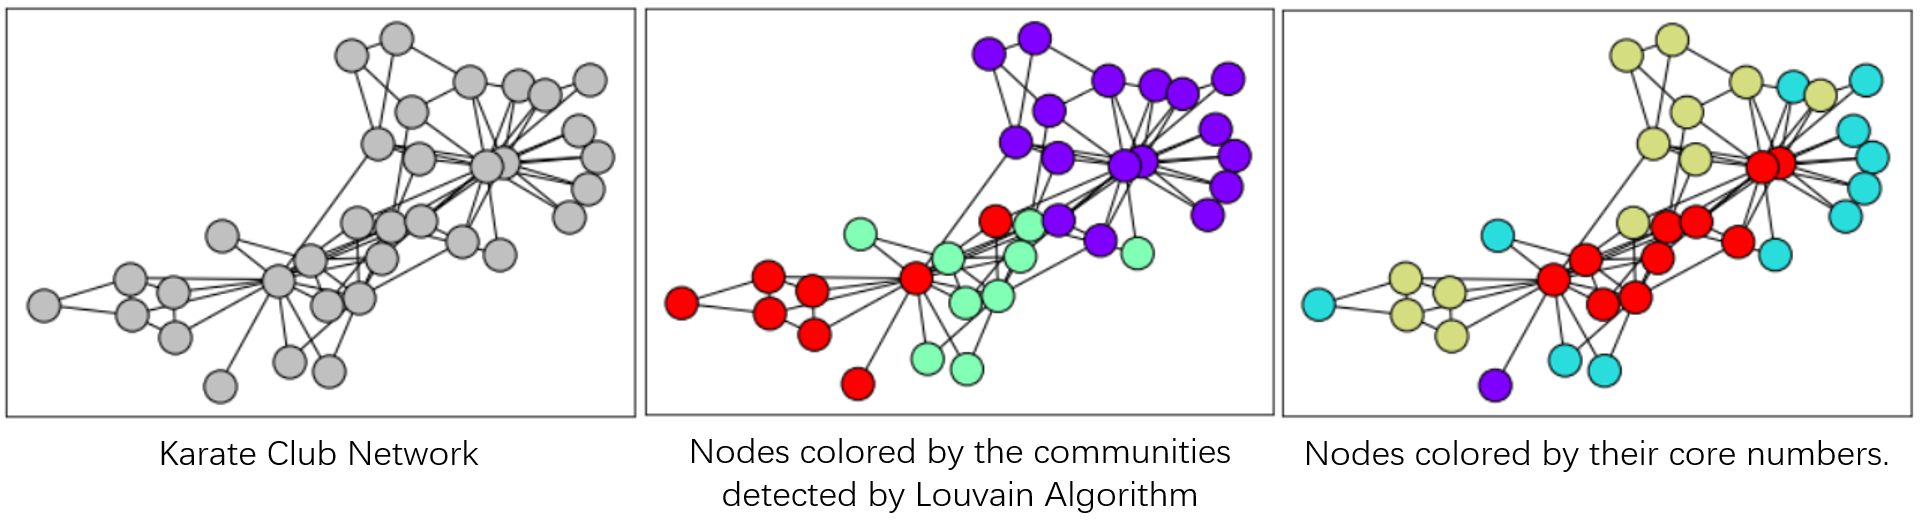 Karate Club Network
Nodes colored by the communities
detected by Louvain Algorithm
Nodes colored by their core numbers.